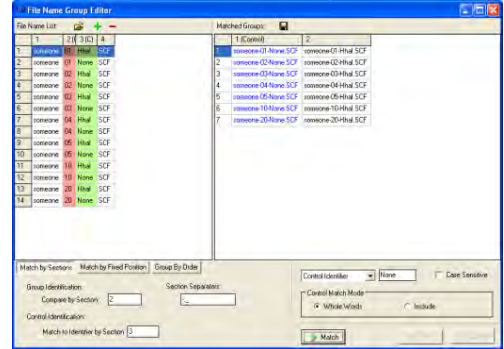 File Name Group Editor
File Name List:
Matched Groups:
1 2 (I 3 (C) 4
1 someone 01 Hhal SCF
2 someone 01 None SCF
3 someone 02 Hhal SCF
4 someone 02 None SCF
5 someone 03 Hhal SCF
6 someone 03 None SCF
7 someone 04 Hhal SCF
8 someone 04 None SCF
9 someone 05 Hhal SCF
10 someone 05 None SCF
11 someone 10 Hhal SCF
12 someone 10 None SCF
13 someone 20 Hhal SCF
14 someone 20 None SCF
1 (Control) 2
1 someone-01-None.SCF someone-01-Hhal.SCF
2 someone-02-None.SCF someone-02-Hhal.SCF
3 someone-03-None.SCF someone-03-Hhal.SCF
4 someone-04-None.SCF someone-04-Hhal.SCF
5 someone-05-None.SCF someone-05-Hhal.SCF
6 someone-10-None.SCF someone-10-Hhal.SCF
7 someone-20-None.SCF someone-20-Hhal.SCF
Match by Sections Match by Fixed Position Group By Order
Group Identification:
Section Separators:
Compare by Section: 2
-_
Control Identification:
Match to Identifier by Section 3
Control Identifier None Case Sensitive
Control Match Mode
Whole Words Include
Match